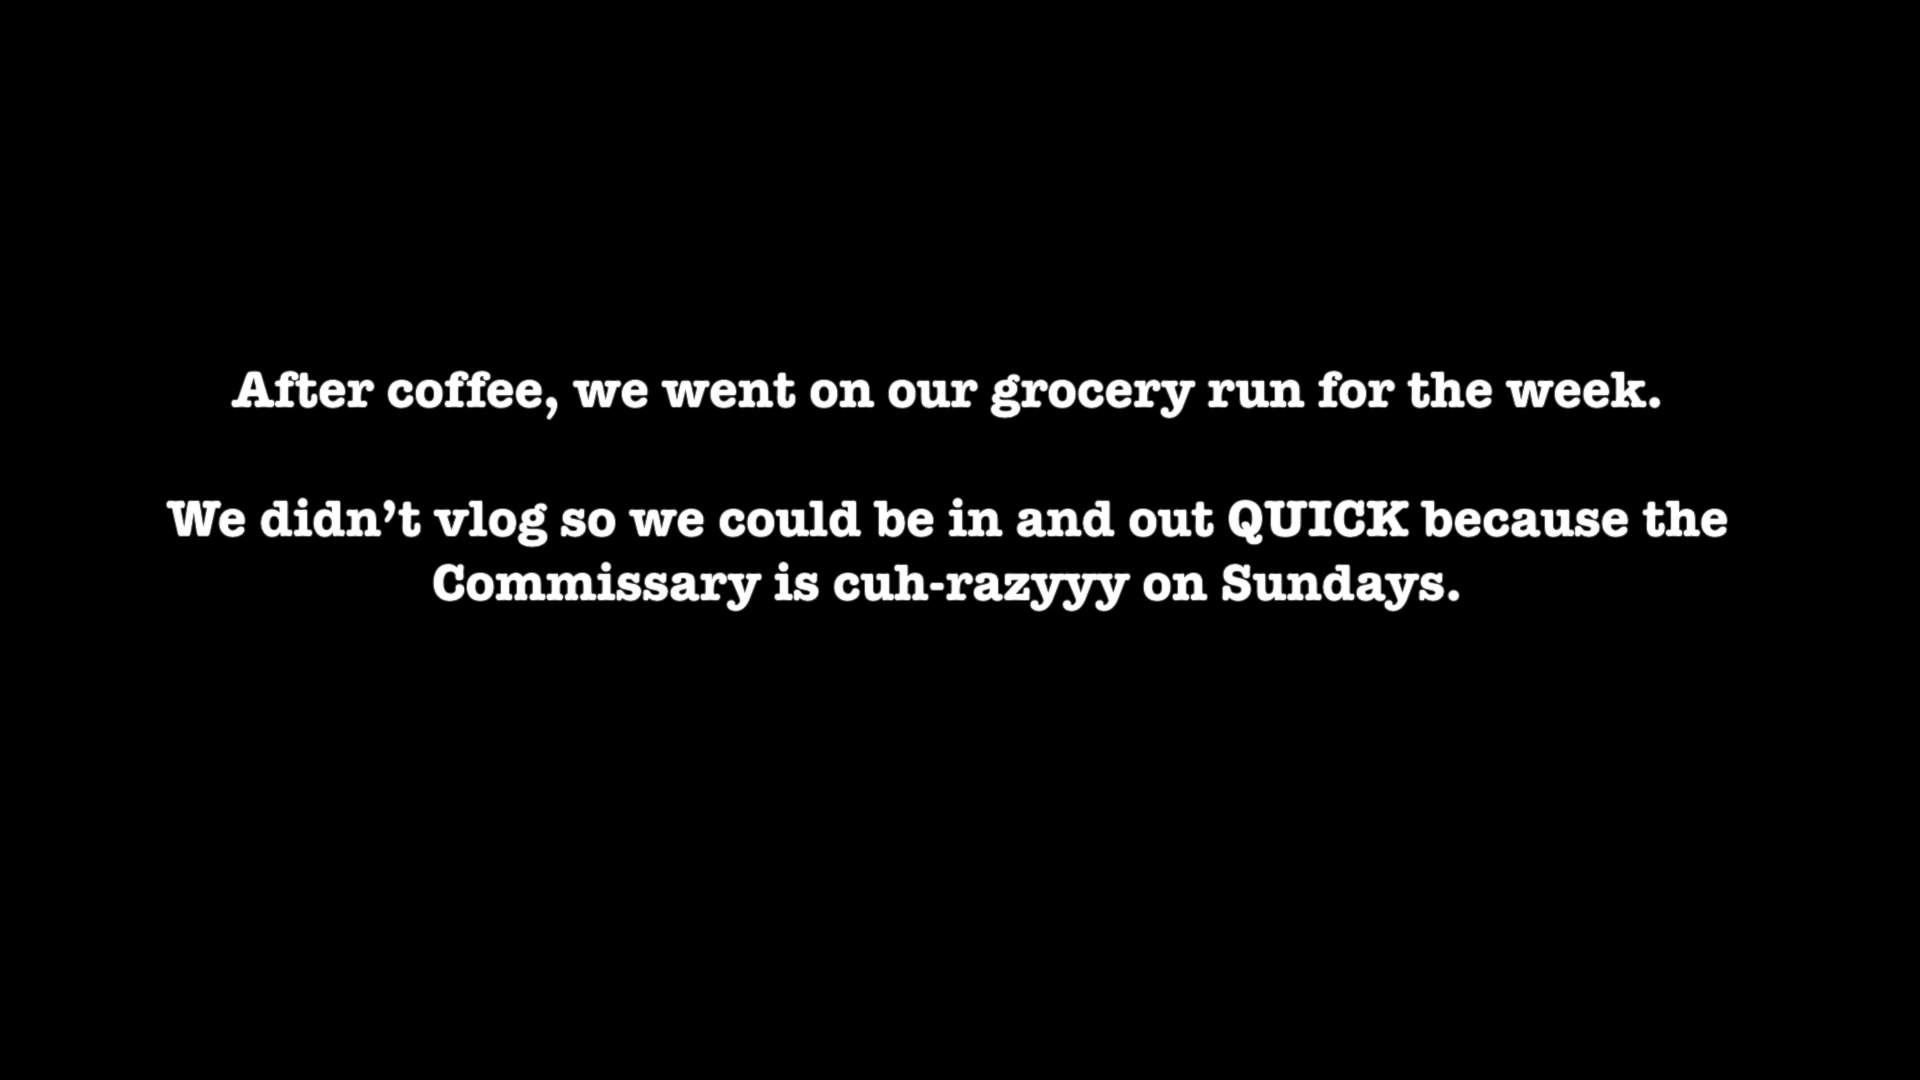 After coffee, we went on our grocery run for the week.
We didn’t vlog so we could be in and out QUICK because the
Commissary is cuh-razyyy on Sundays.